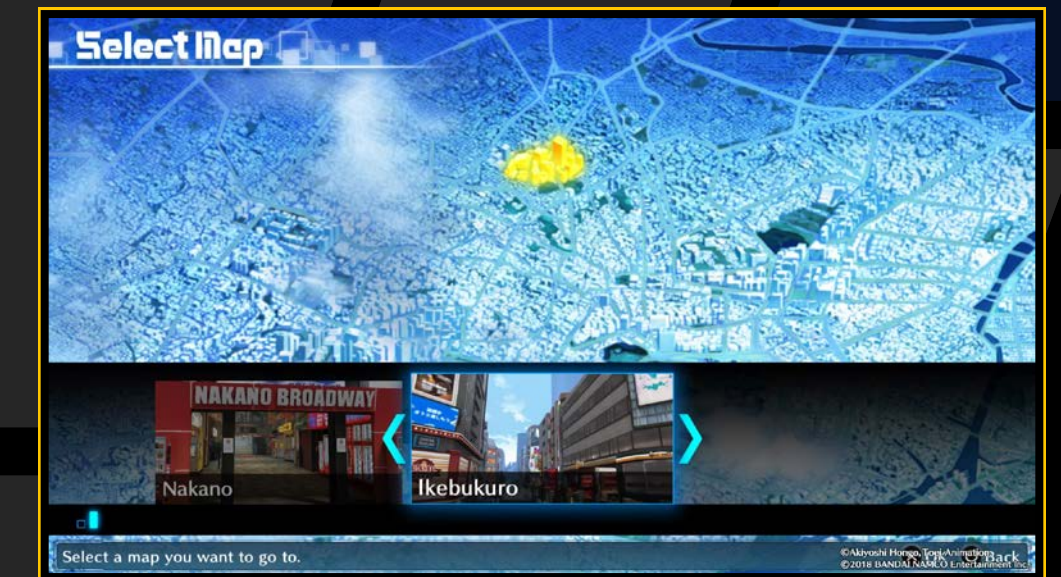 Select Map
NAKANO BROADWAY
Nakano
Ikebukuro
Select a map you want to go to.
OK Back
©Akiyoshi Hongo, Toei Animation
©2018 BANDAI NAMCO Entertainment Inc.